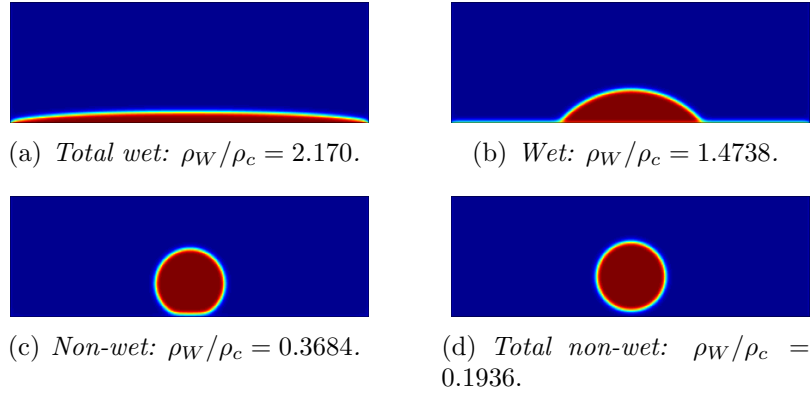 (a) Total wet: ρ_W/ρ_c = 2.170.
(b) Wet: ρ_W/ρ_c = 1.4738.
(c) Non-wet: ρ_W/ρ_c = 0.3684.
(d) Total non-wet: ρ_W/ρ_c =
0.1936.